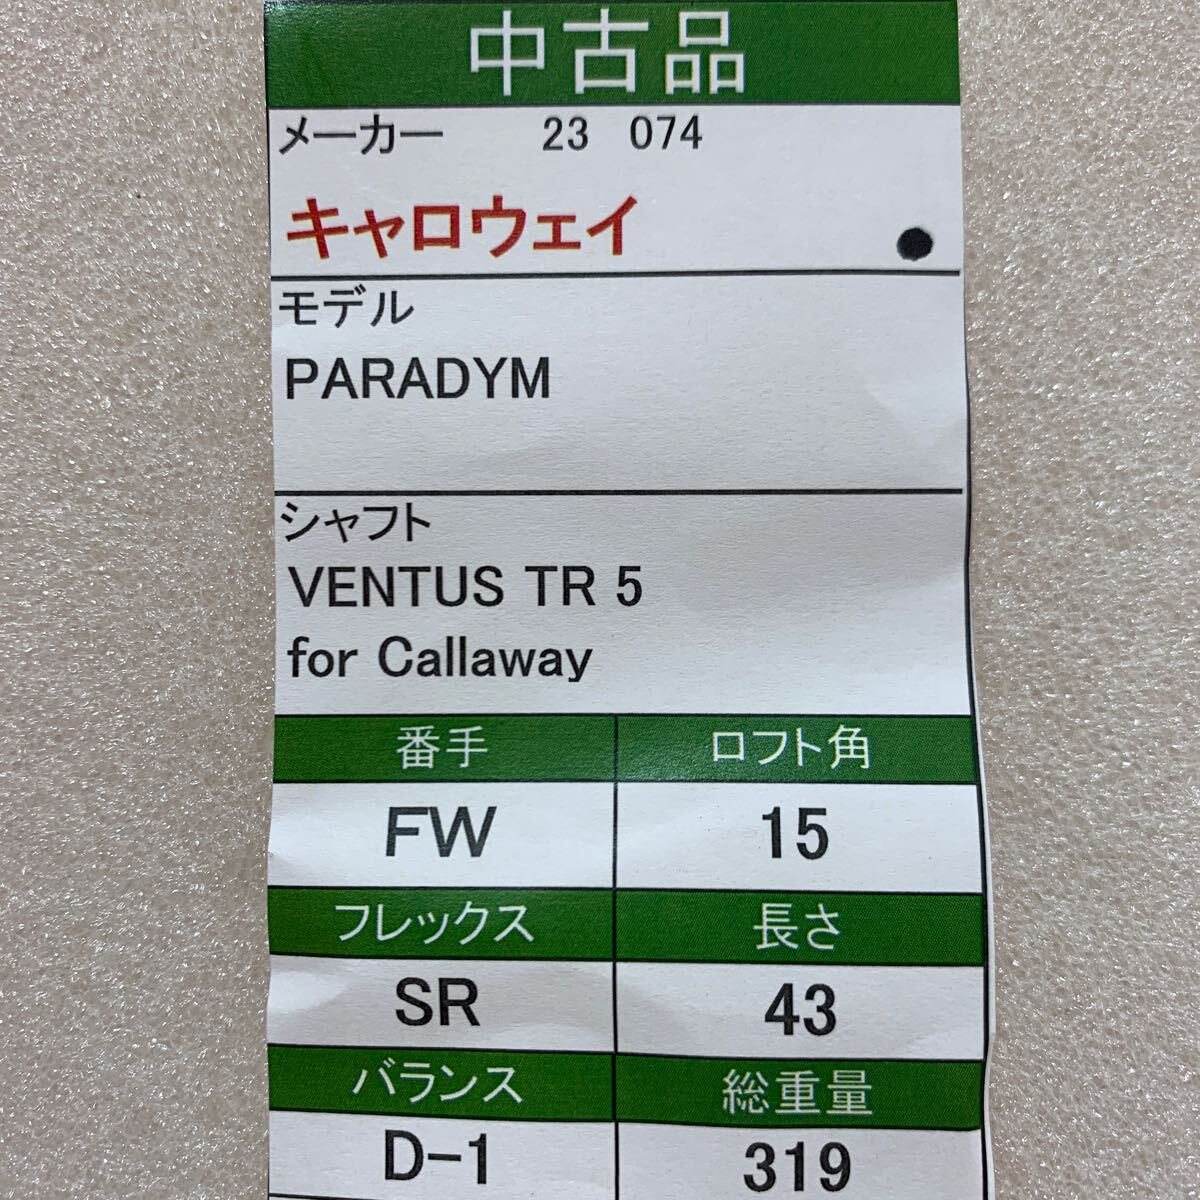 中古品
メーカー 23 074
キャロウェイ
モデル
PARADYM
シャフト
VENTUS TR 5
for Callaway
番手 ロフト角
FW 15
フレックス 長さ
SR 43
バランス 総重量
D-1 319